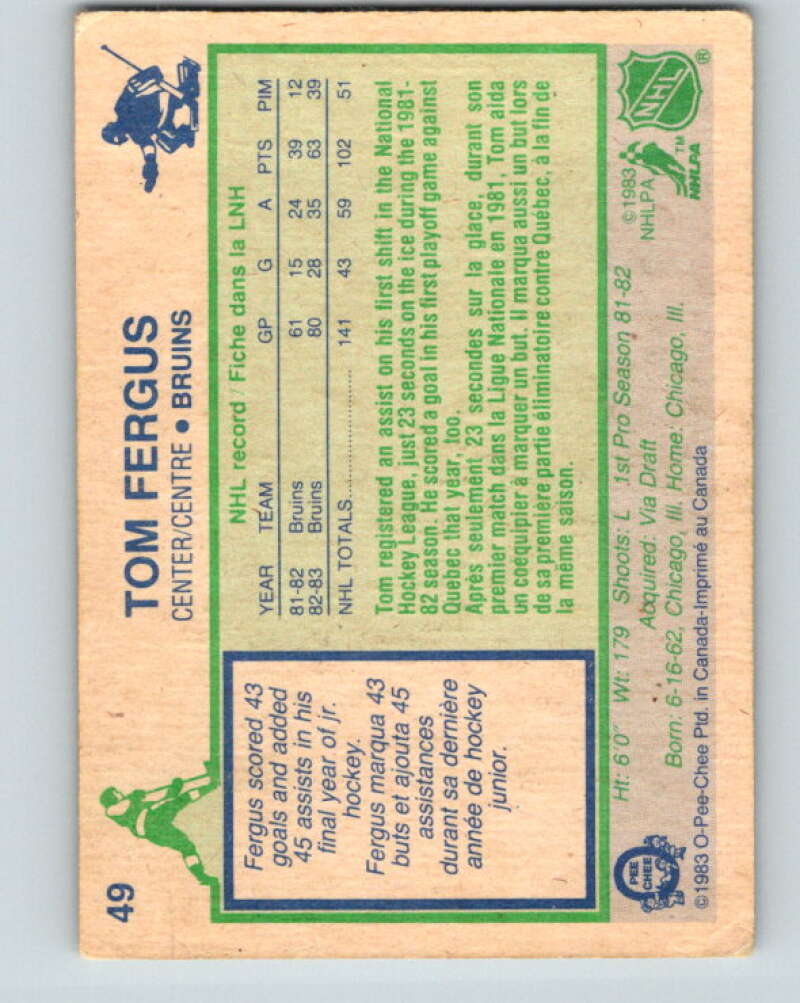 49
TOM FERGUS
CENTER/CENTRE • BRUINS
Fergus scored 43
goals and added
45 assists in his
final year of jr.
hockey.
Fergus marqua 43
buts et ajouta 45
assistances
durant sa dernière
année de hockey
junior.
NHL record / Fiche dans la LNH
YEAR TEAM GP G A PTS PIM
81-82 Bruins 61 15 24 39 12
82-83 Bruins 80 28 35 63 39
NHL TOTALS.................... 141 43 59 102 51
Tom registered an assist on his first shift in the National
Hockey League, just 23 seconds on the ice during the 1981-
82 season. He scored a goal in his first playoff game against
Quebec that year, too.
Après seulement, 23 secondes sur la glace, durant son
premier match dans la Ligue Nationale en 1981, Tom aida
un coéquipier à marquer un but. Il marqua aussi un but lors
de sa première partie éliminatoire contre Québec, à la fin de
la même saison.
Ht: 6'0" Wt: 179 Shoots: L 1st Pro Season 81-82
Acquired: Via Draft
Born: 6-16-62, Chicago, Ill. Home: Chicago, Ill.
©1983 O-Pee-Chee Ptd. in Canada-Imprimé au Canada
O PEE CHEE
©1983
NHLPA
NHL ®
TM
NHLPA